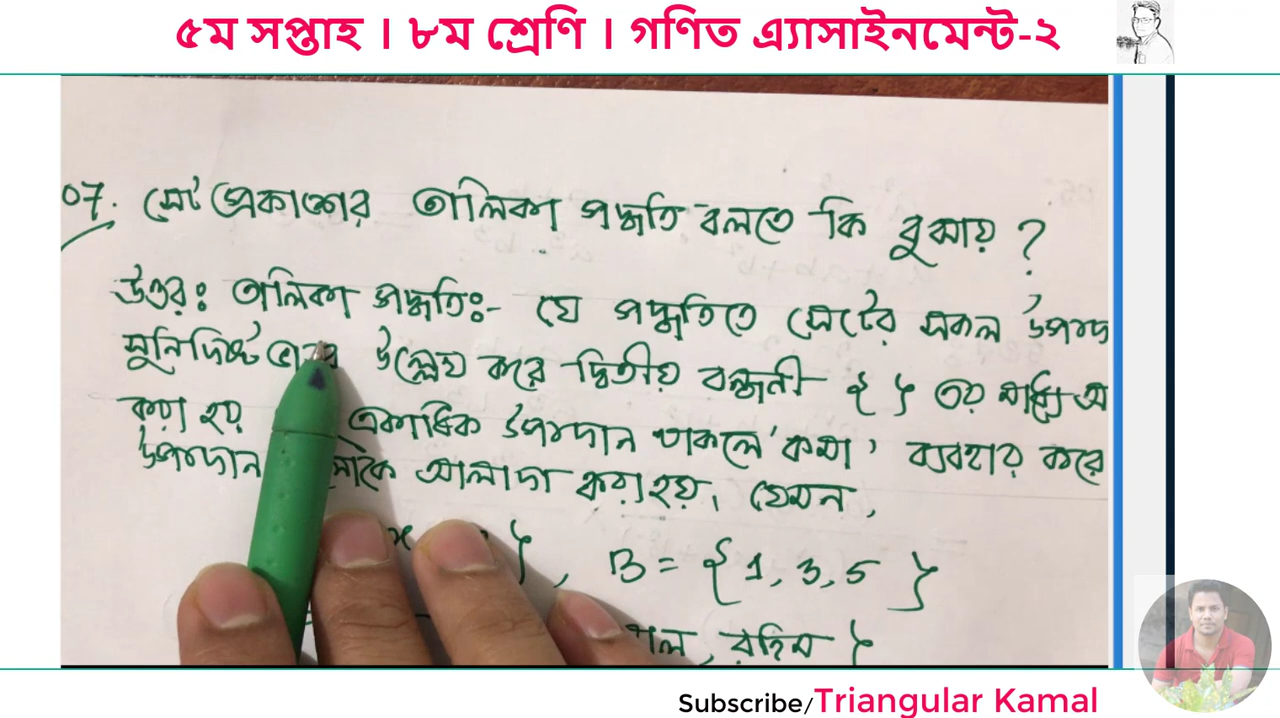 ৫ম সপ্তাহ । ৮ম শ্রেণি । গণিত এ্যাসাইনমেন্ট-২
07. সেট প্রকাশের তালিকা পদ্ধতি বলতে কি বুঝায় ?
উত্তরঃ তালিকা পদ্ধতিঃ- যে পদ্ধতিতে সেটের সকল উপাদ
সুনির্দিষ্ট উল্লেখ করে দ্বিতীয় বন্ধনী { } এর মধ্যে অ
করা হয় একাধিক উপাদান থাকলে 'কমা' ব্যবহার করে
উপাদান আলাদা করা হয়। যেমন,
}, B = { 1, 3, 5 }
, রহিম }
Subscribe/Triangular Kamal